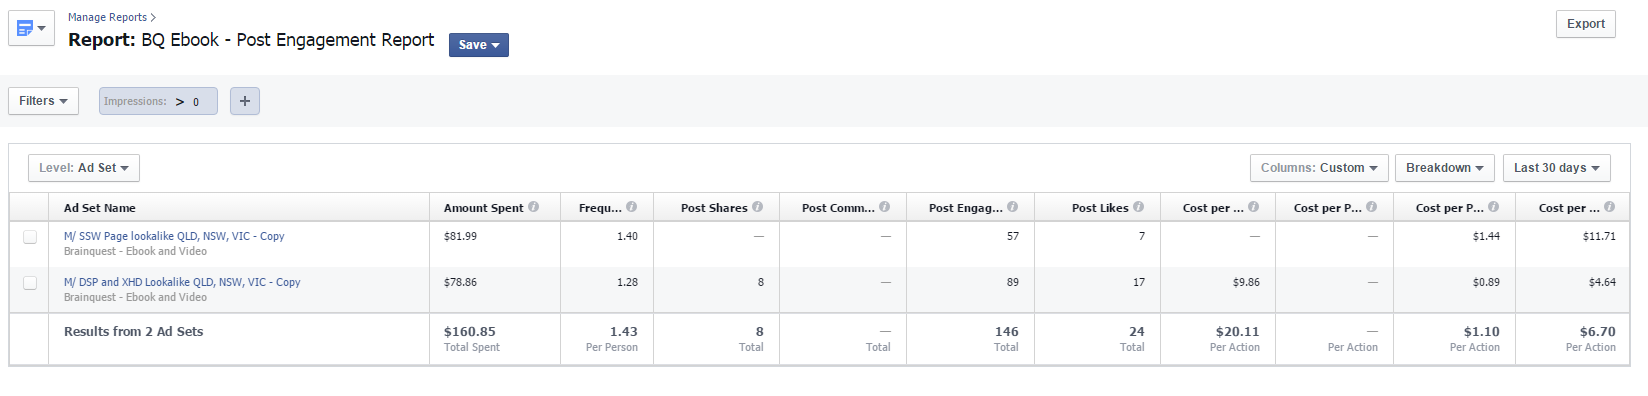 Manage Reports >
Report: BQ Ebook - Post Engagement Report Save
Export
Filters Impressions: > 0 +
Level: Ad Set Columns: Custom Breakdown Last 30 days
Ad Set Name Amount Spent Frequ... Post Shares Post Comm... Post Engag... Post Likes Cost per ... Cost per P... Cost per P... Cost per ...
M/ SSW Page lookalike QLD, NSW, VIC - Copy $81.99 1.40 — — 57 7 — — $1.44 $11.71
Brainquest - Ebook and Video
M/ DSP and XHD Lookalike QLD, NSW, VIC - Copy $78.86 1.28 8 — 89 17 $9.86 — $0.89 $4.64
Brainquest - Ebook and Video
Results from 2 Ad Sets $160.85 1.43 8 — 146 24 $20.11 — $1.10 $6.70
Total Spent Per Person Total Total Total Total Per Action Per Action Per Action Per Action